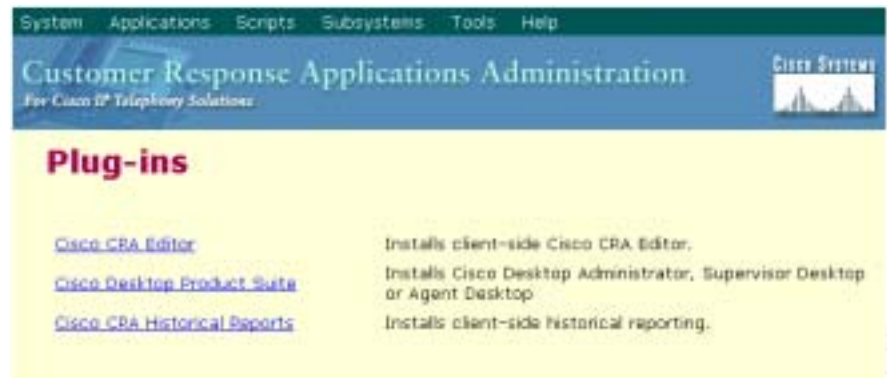 System Applications Scripts Subsystems Tools Help
Customer Response Applications Administration
For Cisco IP Telephony Solutions
Cisco Systems
Plug-ins
Cisco CRA Editor Installs client-side Cisco CRA Editor.
Cisco Desktop Product Suite Installs Cisco Desktop Administrator, Supervisor Desktop
or Agent Desktop
Cisco CRA Historical Reports Installs client-side historical reporting.